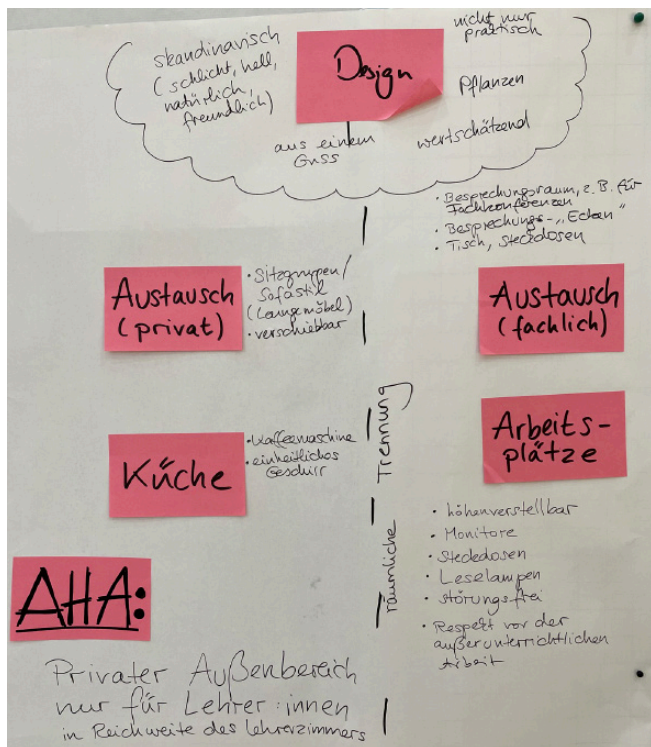 skandinavisch
(schlicht, hell,
natürlich,
freundlich)
Design
nicht nur
praktisch
Pflanzen
aus einem
Guss
wertschätzend
• Besprechungsraum, z.B. für
Fachkonferenzen
• Besprechungs-„Ecken"
• Tisch, Steckdosen
Austausch
(privat)
• Sitzgruppen/
Sofastil
(Loungemöbel)
• verschiebbar
Austausch
(fachlich)
Küche
• Kaffeemaschine
• einheitliches
Geschirr
räumliche Trennung
Arbeits-
plätze
• höhenverstellbar
• Monitore
• Steckdosen
• Leselampen
• störungsfrei
• Respekt vor der
außerunterrichtlichen
Arbeit
AHA:
Privater Außenbereich
nur für Lehrer:innen
in Reichweite des Lehrerzimmers